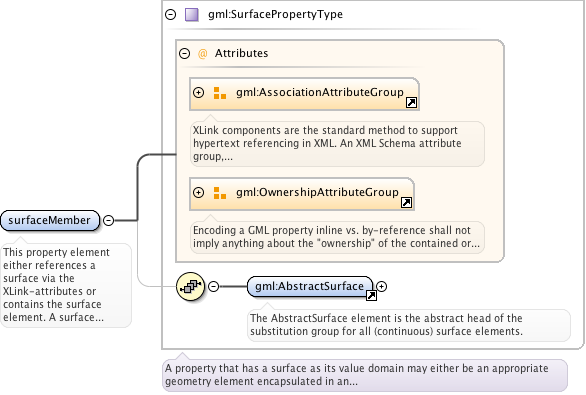 gml:SurfacePropertyType
@ Attributes
gml:AssociationAttributeGroup
XLink components are the standard method to support
hypertext referencing in XML. An XML Schema attribute
group,...
gml:OwnershipAttributeGroup
Encoding a GML property inline vs. by-reference shall not
imply anything about the "ownership" of the contained or...
surfaceMember
This property element
either references a
surface via the
XLink-attributes or
contains the surface
element. A surface...
gml:AbstractSurface
The AbstractSurface element is the abstract head of the
substitution group for all (continuous) surface elements.
A property that has a surface as its value domain may either be an appropriate
geometry element encapsulated in an...